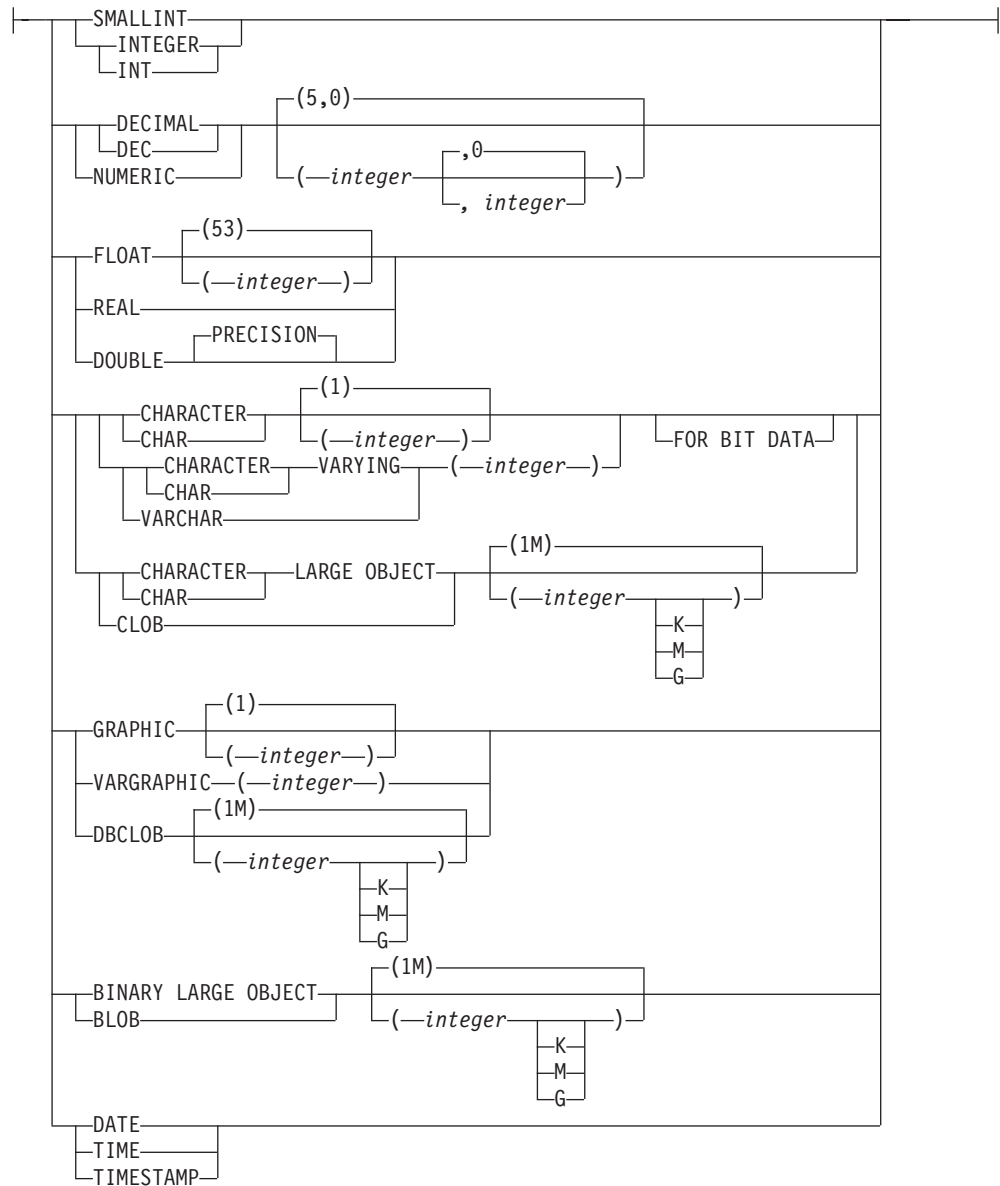 SMALLINT
INTEGER
INT
(5,0)
DECIMAL
DEC
NUMERIC
,0
( integer )
, integer
(53)
FLOAT
( integer )
REAL
PRECISION
DOUBLE
(1)
CHARACTER
CHAR
( integer )
FOR BIT DATA
CHARACTER VARYING ( integer )
CHAR
VARCHAR
(1M)
CHARACTER LARGE OBJECT
CHAR
( integer )
CLOB
K
M
G
(1)
GRAPHIC
( integer )
VARGRAPHIC ( integer )
(1M)
DBCLOB
( integer )
K
M
G
(1M)
BINARY LARGE OBJECT
BLOB
( integer )
K
M
G
DATE
TIME
TIMESTAMP